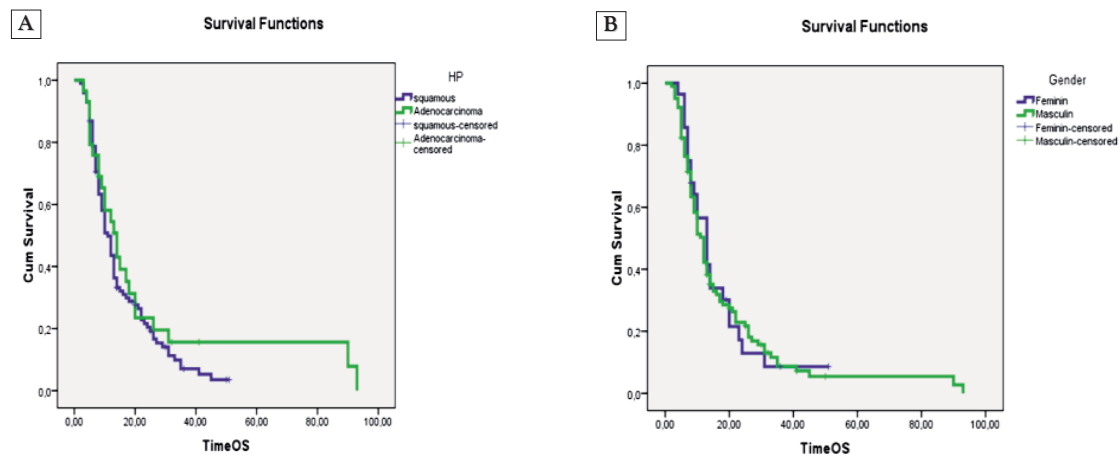 A
Survival Functions
Cum Survival
1,0
0,8
0,6
0,4
0,2
0,0
0,00
20,00
40,00
60,00
80,00
100,00
TimeOS
HP
squamous
Adenocarcinoma
squamous-censored
Adenocarcinoma-
censored
B
Survival Functions
Cum Survival
1,0
0,8
0,6
0,4
0,2
0,0
0,00
20,00
40,00
60,00
80,00
100,00
TimeOS
Gender
Feminin
Masculin
Feminin-censored
Masculin-censored